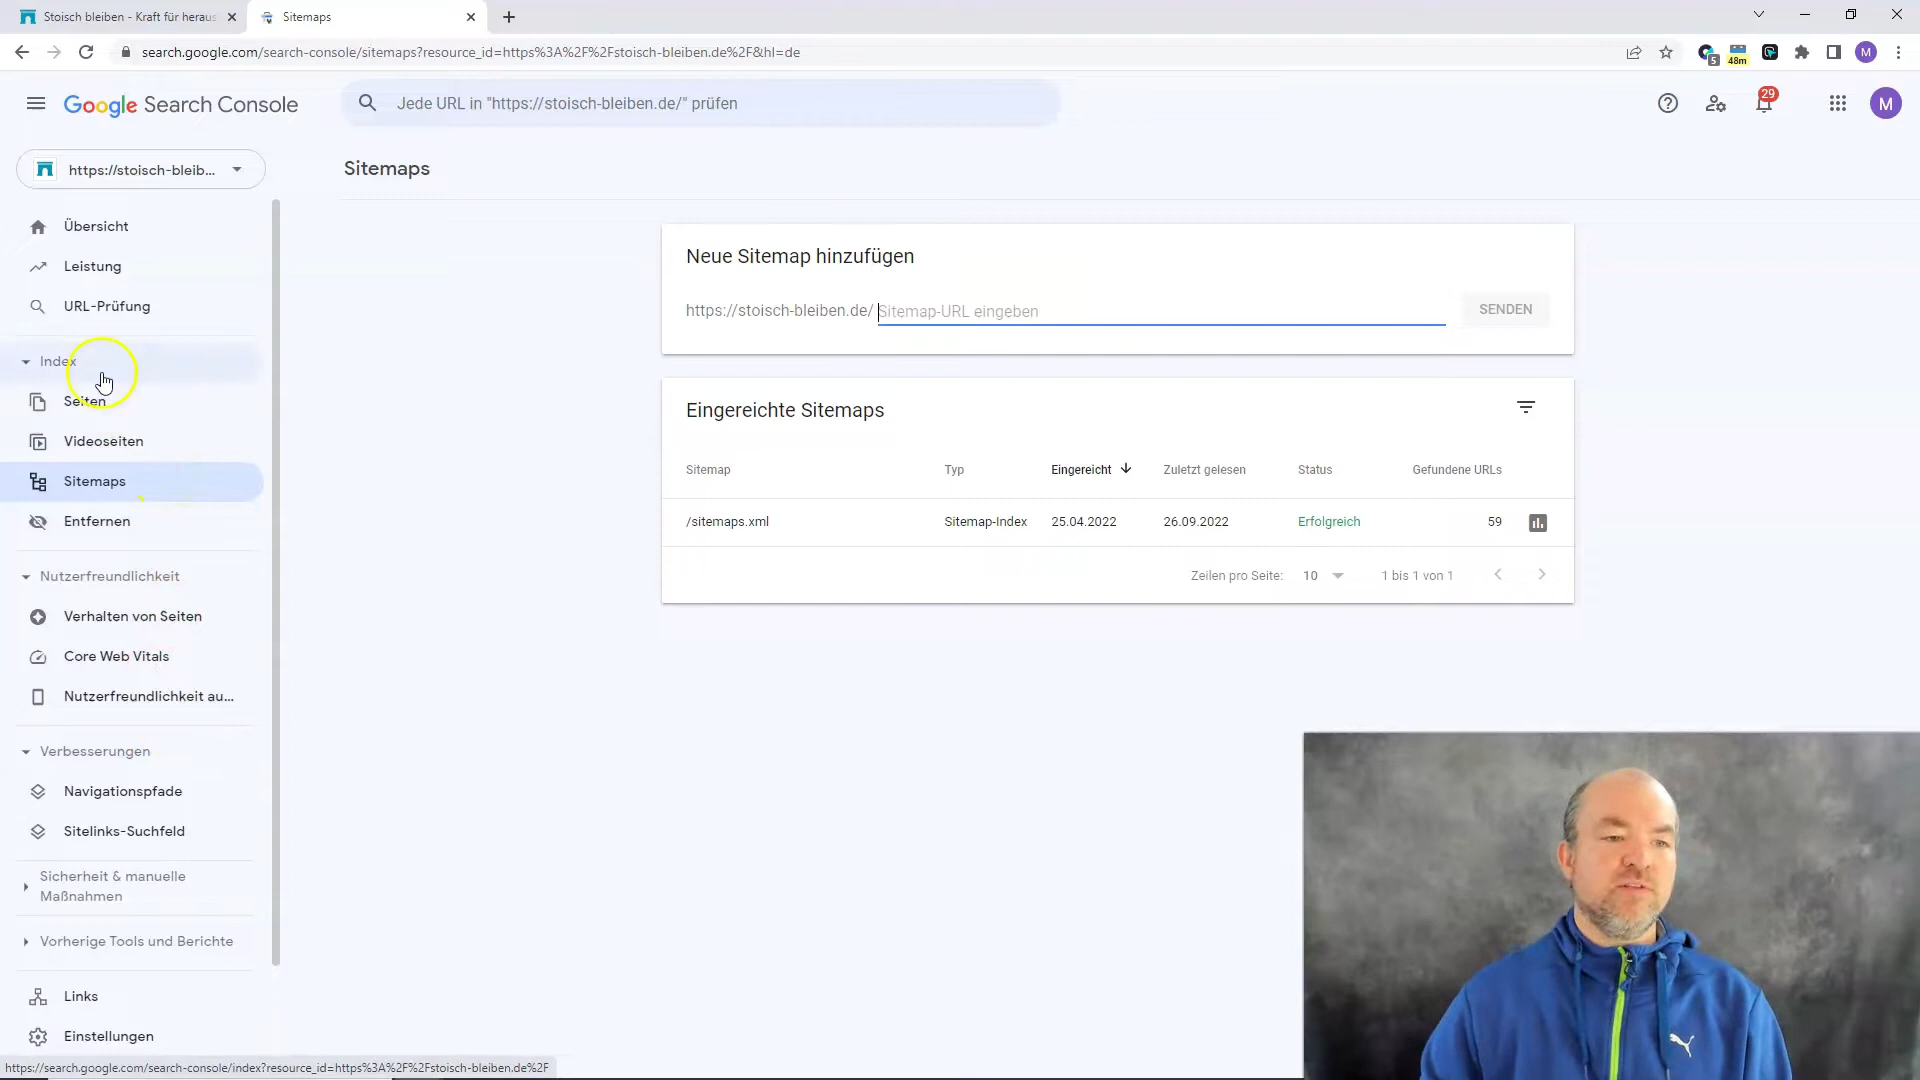 Stoisch bleiben - Kraft für heraus
Sitemaps
search.google.com/search-console/sitemaps?resource_id=https%3A%2F%2Fstoisch-bleiben.de%2F&hl=de
5
48m
M
Google Search Console
Jede URL in "https://stoisch-bleiben.de/" prüfen
29
M
https://stoisch-bleib...
Sitemaps
Übersicht
Leistung
URL-Prüfung
Index
Seiten
Videoseiten
Sitemaps
Entfernen
Nutzerfreundlichkeit
Verhalten von Seiten
Core Web Vitals
Nutzerfreundlichkeit au...
Verbesserungen
Navigationspfade
Sitelinks-Suchfeld
Sicherheit & manuelle
Maßnahmen
Vorherige Tools und Berichte
Links
Einstellungen
Neue Sitemap hinzufügen
https://stoisch-bleiben.de/ Sitemap-URL eingeben
SENDEN
Eingereichte Sitemaps
Sitemap Typ Eingereicht Zuletzt gelesen Status Gefundene URLs
/sitemaps.xml Sitemap-Index 25.04.2022 26.09.2022 Erfolgreich 59
Zeilen pro Seite: 10 1 bis 1 von 1
https://search.google.com/search-console/index?resource_id=https%3A%2F%2Fstoisch-bleiben.de%2F